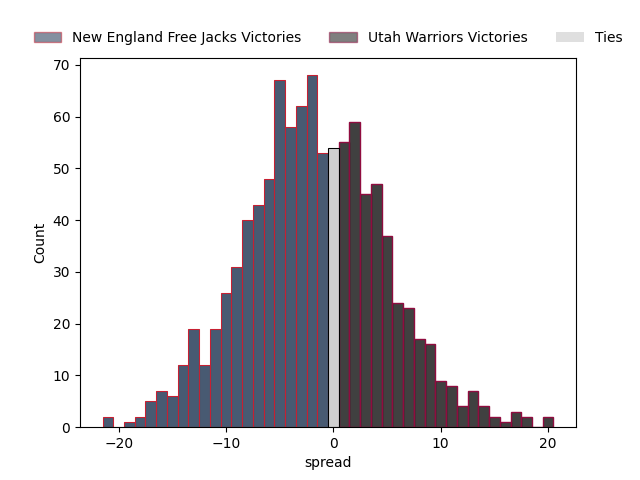 New England Free Jacks Victories Utah Warriors Victories Ties
70
60
50
40
30
20
10
0
Count
−20 −10 0 10 20
spread